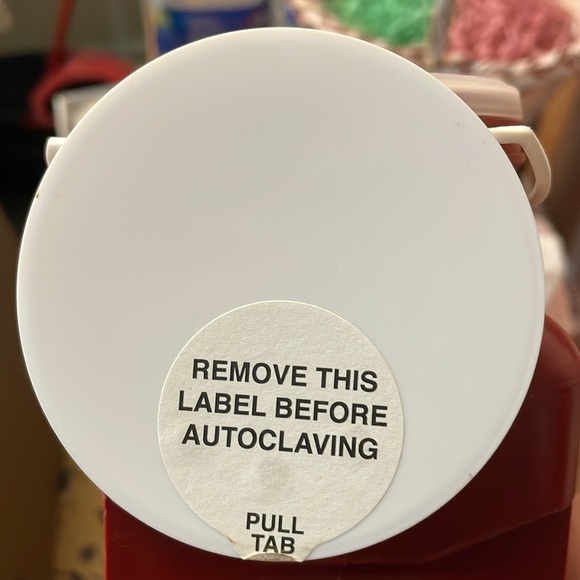 REMOVE THIS
LABEL BEFORE
AUTOCLAVING
PULL
TAB